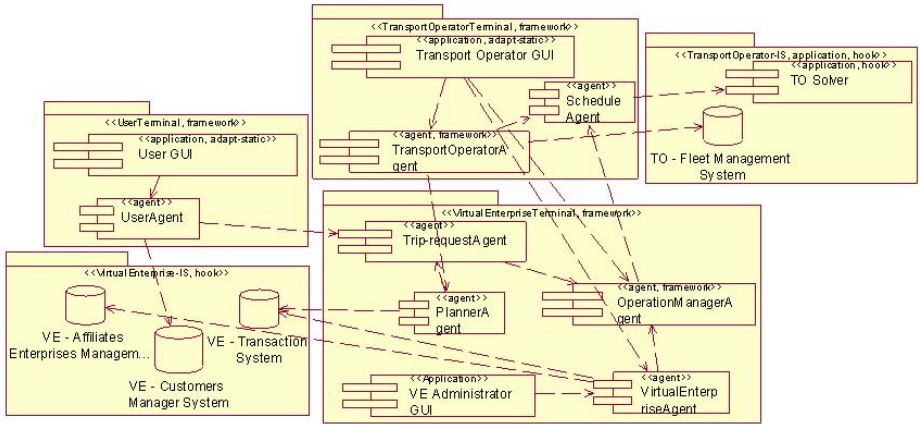 <<TransportOperatorTerminal, framework>>
<<application, adapt-static>>
Transport Operator GUI
<<agent>>
Schedule
Agent
<<agent, framework>>
TransportOperatorA
gent
<<TransportOperator-IS, application, hook>>
<<application, hook>>
TO Solver
TO - Fleet Management
System
<<UserTerminal, framework>>
<<application, adapt-static>>
User GUI
<<agent>>
UserAgent
<<VirtualEnterpriseTerminal, framework>>
<<agent>>
Trip-requestAgent
<<agent>>
PlannerA
gent
<<agent, framework>>
OperationManagerA
gent
<<Application>>
VE Administrator
GUI
<<agent>>
VirtualEnterp
riseAgent
<<VirtualEnterprise-IS, hook>>
VE - Affiliates
Enterprises Managem...
VE - Customers
Manager System
VE - Transaction
System